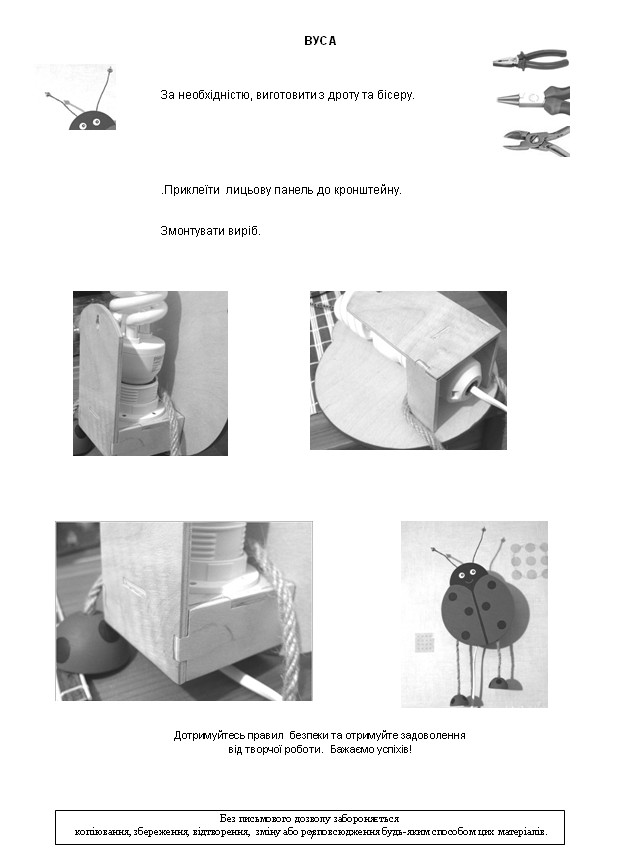 ВУСА
За необхідністю, виготовити з дроту та бісеру.
.Приклеїти лицьову панель до кронштейну.
Змонтувати виріб.
Дотримуйтесь правил безпеки та отримуйте задоволення
від творчої роботи. Бажаємо успіхів!
Без письмового дозволу забороняється
копіювання, збереження, відтворення, зміну або розповсюдження будь-яким способом цих матеріалів.